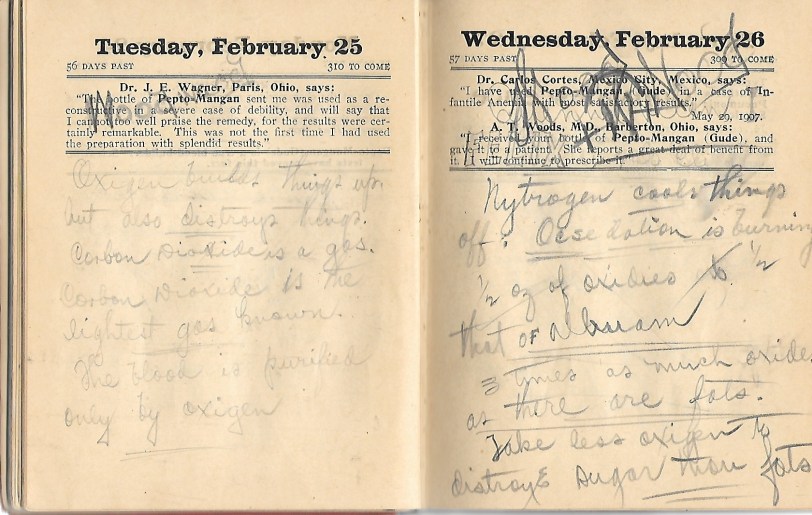 Tuesday, February 25
56 DAYS PAST 310 TO COME
Dr. J. E. Wagner, Paris, Ohio, says:
"The bottle of Pepto-Mangan sent me was used as a re-
constructive in a severe case of debility, and will say that
I cannot too well praise the remedy, for the results were cer-
tainly remarkable. This was not the first time I had used
the preparation with splendid results."
Oxigen builds things up
but also distroys things.
Carbon Dioxide is a gas.
Carbon Dioxide is the
lightest gas known.
The blood is purified
only by oxigen
Wednesday, February 26
57 DAYS PAST 309 TO COME
Dr. Carlos Cortes, Mexico City, Mexico, says:
"I have used Pepto-Mangan (Gude) in a case of In-
fantile Anemia with most satisfactory results."
May 29, 1907.
A. T. Woods, M.D., Barberton, Ohio, says:
"I receive your bottle of Pepto-Mangan (Gude), and
gave it to a patient. She reports a great deal of benefit from
it. I will continue to prescribe it."
Nytrogen cools things
off. is burning
1/2 oz of oxidies to 1/2
that of
3 times as much oxides
as there are fats.
Take less oxigen to
distroys sugar than fats